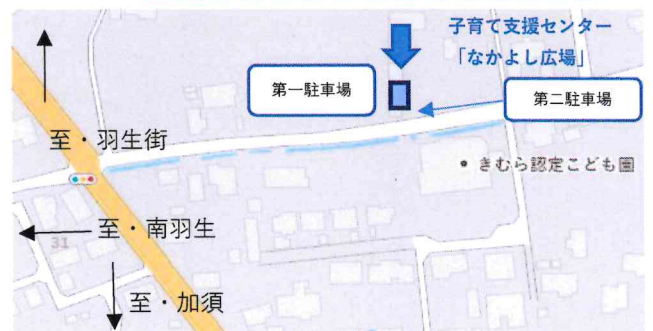 子育て支援センター
「なかよし広場」
第一駐車場
第二駐車場
至・羽生街
きむら認定こども園
至・南羽生
31
至・加須